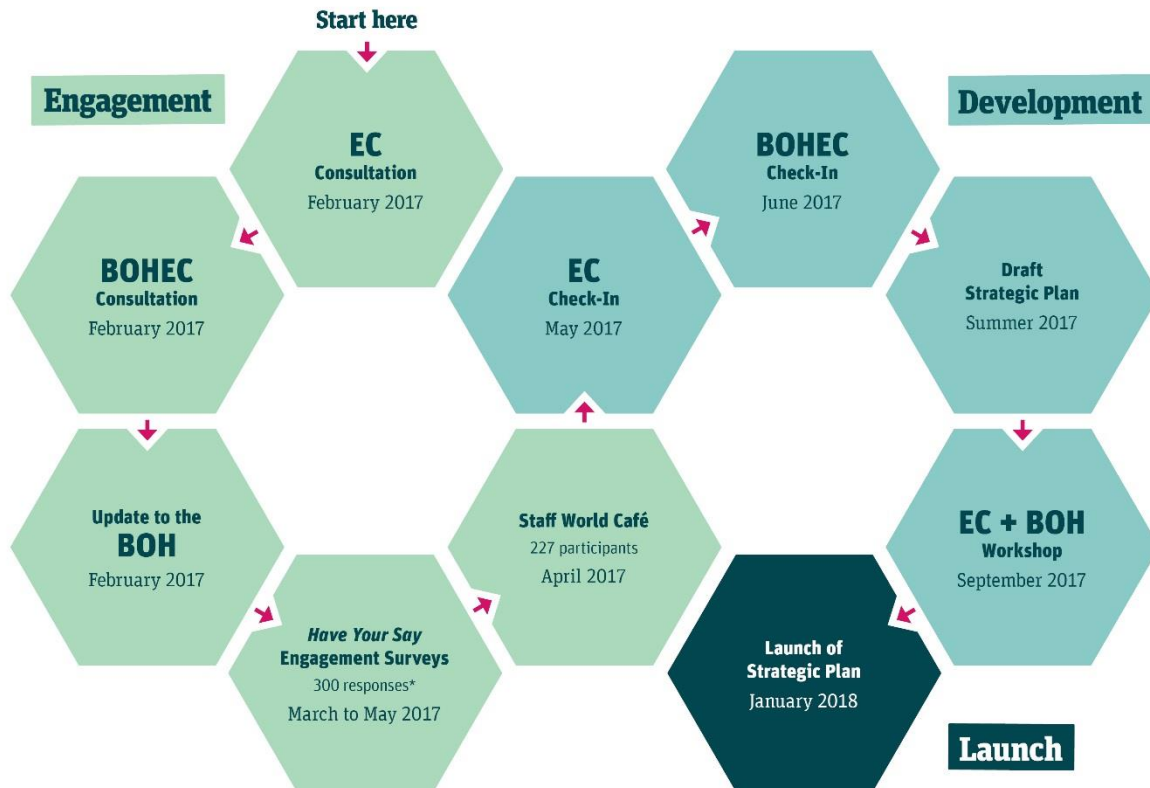 Start here
Engagement
EC
Consultation
February 2017
BOHEC
Consultation
February 2017
Update to the
BOH
February 2017
Have Your Say
Engagement Surveys
300 responses*
March to May 2017
Staff World Café
227 participants
April 2017
EC
Check-In
May 2017
Development
BOHEC
Check-In
June 2017
Draft
Strategic Plan
Summer 2017
EC + BOH
Workshop
September 2017
Launch of
Strategic Plan
January 2018
Launch